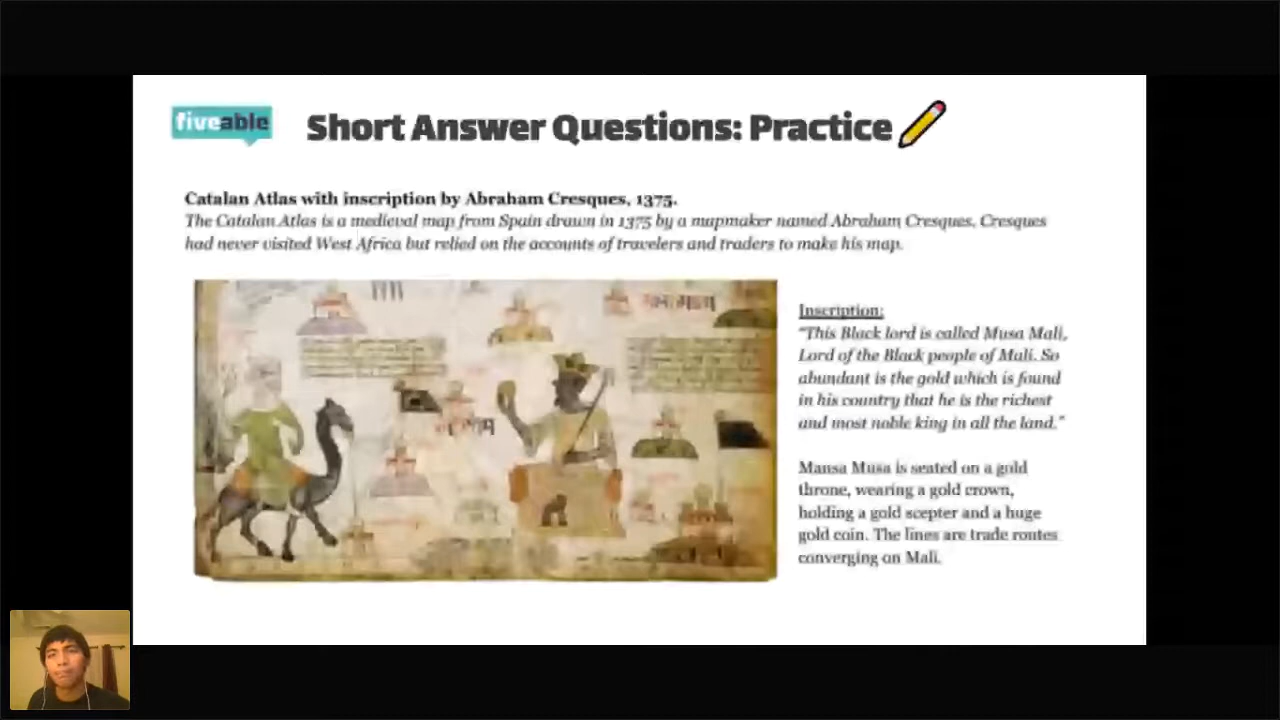 fiveable
Short Answer Questions: Practice
Catalan Atlas with inscription by Abraham Cresques, 1375.
The Catalan Atlas is a medieval map from Spain drawn in 1375 by a mapmaker named Abraham Cresques. Cresques
had never visited West Africa but relied on the accounts of travelers and traders to make his map.
Inscription:
"This Black lord is called Musa Mali,
Lord of the Black people of Mali. So
abundant is the gold which is found
in his country that he is the richest
and most noble king in all the land."
Mansa Musa is seated on a gold
throne, wearing a gold crown,
holding a gold scepter and a huge
gold coin. The lines are trade routes
converging on Mali.